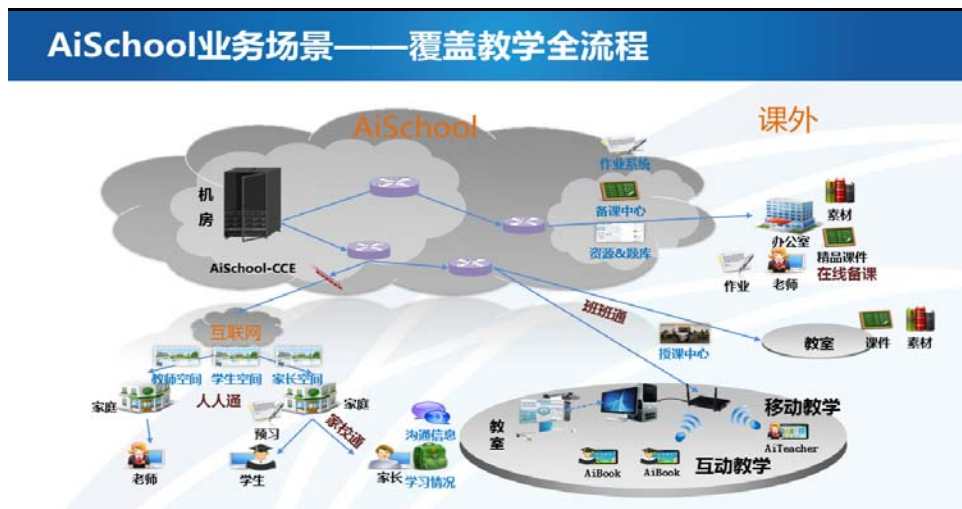 AiSchool业务场景——覆盖教学全流程
AiSchool
课外
作业系统
机房
备课中心
素材
办公室
资源&题库
精品课件
AiSchool-CCE
作业
老师
在线备课
班班通
互联网
授课中心
教室
课件
素材
教师空间
学生空间
家长空间
家庭
人人通
家庭
预习
家校通
沟通信息
教室
移动教学
AiTeacher
老师
学生
家长
学习情况
AiBook
AiBook
互动教学